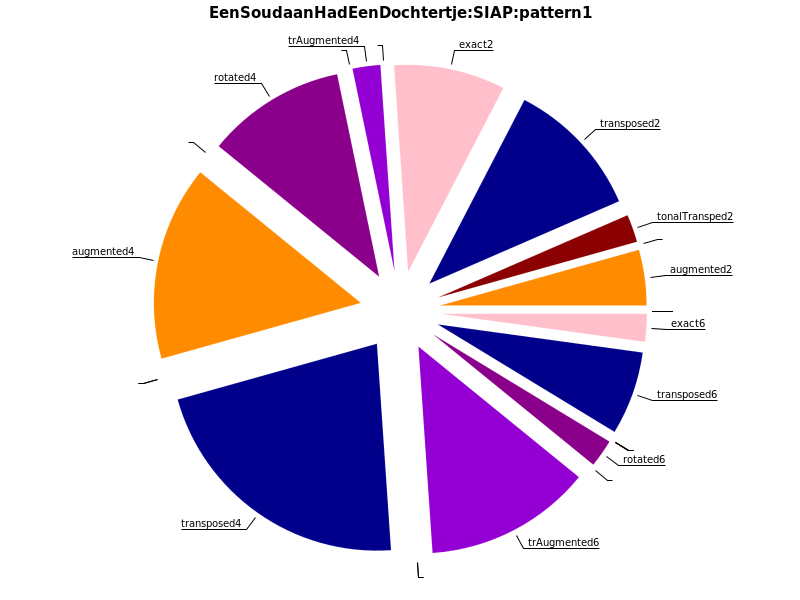 EenSoudaanHadEenDochtertje:SIAP:pattern1
trAugmented4
exact2
rotated4
transposed2
tonalTransped2
augmented4
augmented2
exact6
transposed6
rotated6
transposed4
trAugmented6